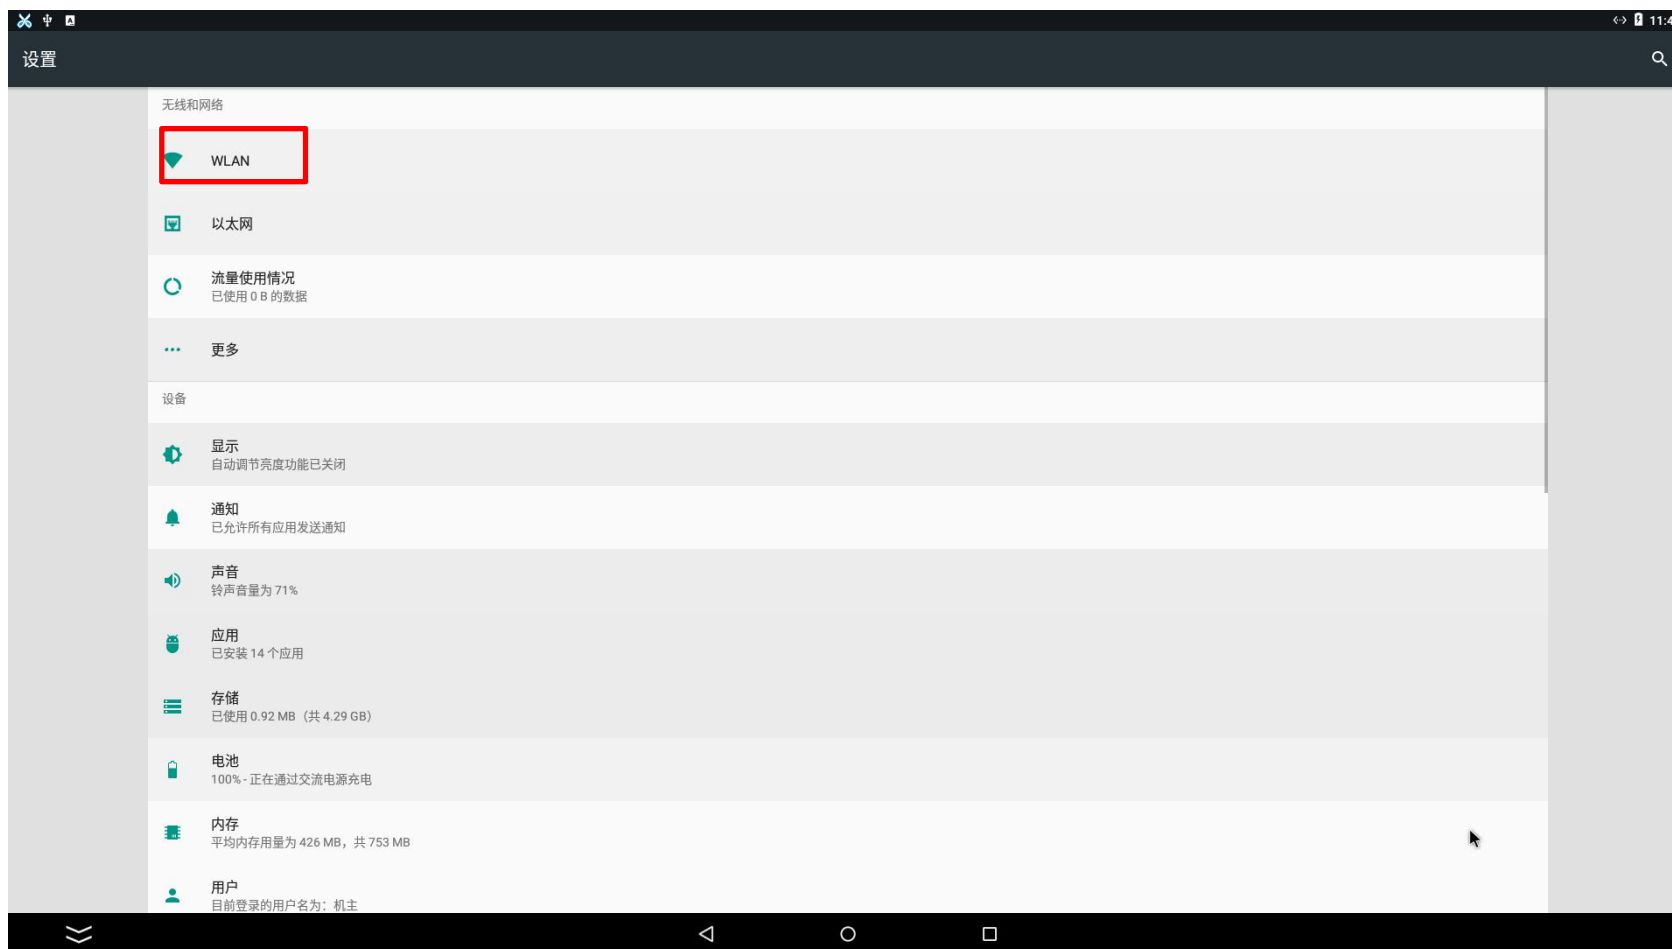 11:4
设置
无线和网络
WLAN
以太网
流量使用情况
已使用 0 B 的数据
更多
设备
显示
自动调节亮度功能已关闭
通知
已允许所有应用发送通知
声音
铃声音量为 71%
应用
已安装 14 个应用
存储
已使用 0.92 MB（共 4.29 GB）
电池
100% - 正在通过交流电源充电
内存
平均内存用量为 426 MB，共 753 MB
用户
目前登录的用户名为：机主